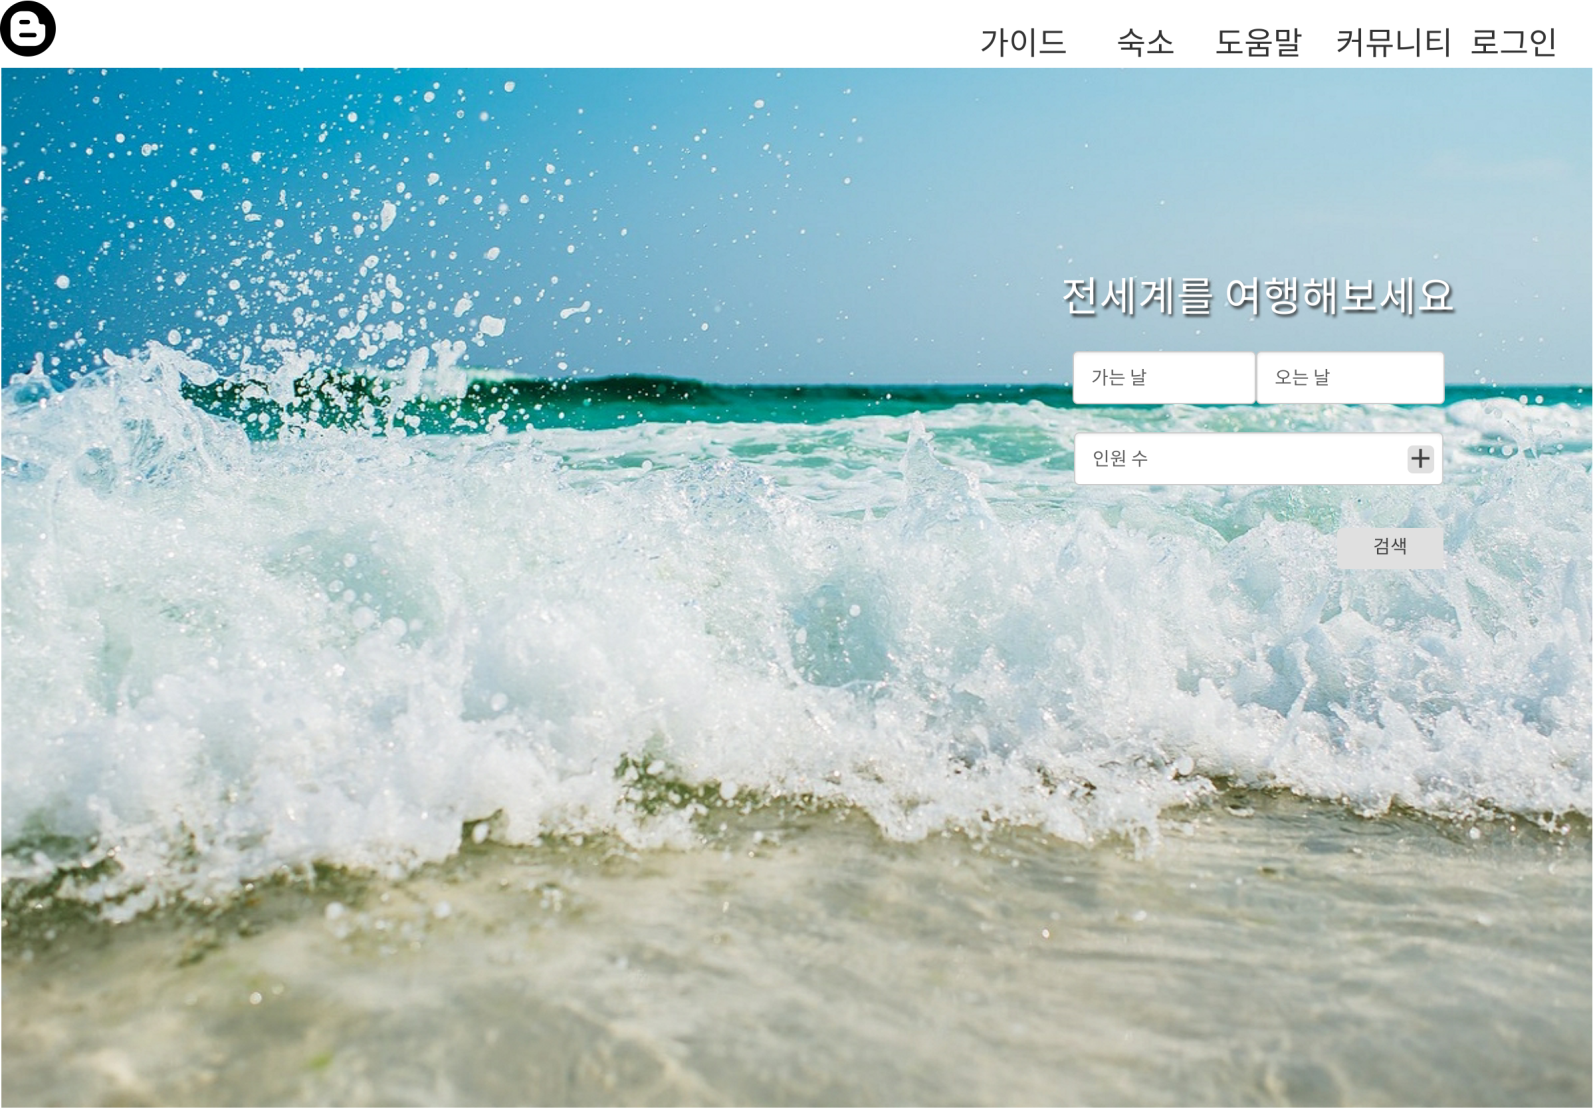 가이드 숙소 도움말 커뮤니티 로그인
전세계를 여행해보세요
가는 날 오는 날
인원 수 +
검색